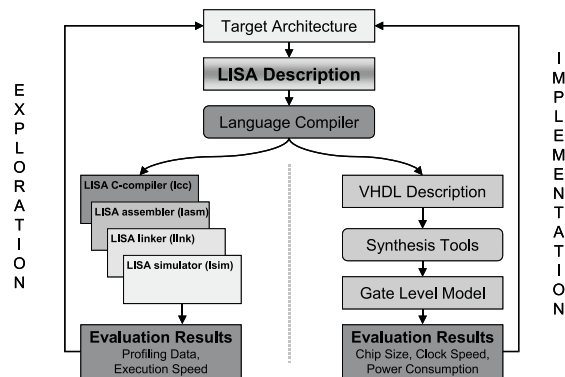 Target Architecture
LISA Description
Language Compiler
EXPLORATION
LISA C-compiler (lcc)
LISA assembler (lasm)
LISA linker (llnk)
LISA simulator (lsim)
Evaluation Results
Profiling Data,
Execution Speed
VHDL Description
Synthesis Tools
Gate Level Model
Evaluation Results
Chip Size, Clock Speed,
Power Consumption
IMPLEMENTATION